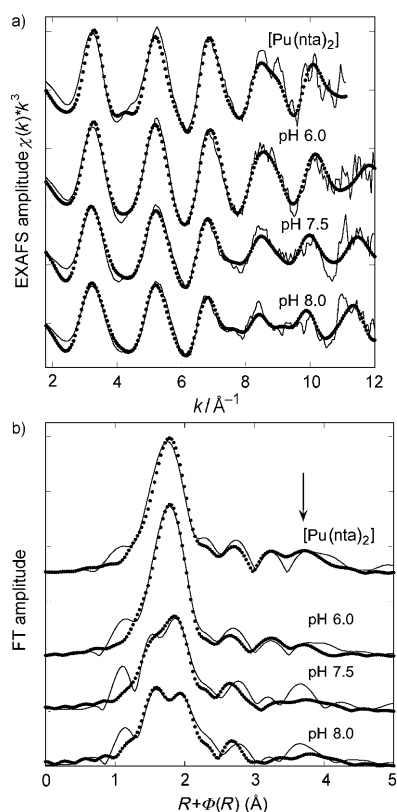 a)
[Pu(nta)₂]
pH 6.0
pH 7.5
pH 8.0
EXAFS amplitude χ(k)*k³
2 4 6 8 10 12
k/Å⁻¹
b)
[Pu(nta)₂]
pH 6.0
pH 7.5
pH 8.0
FT amplitude
0 1 2 3 4 5
R+Φ(R) (Å)